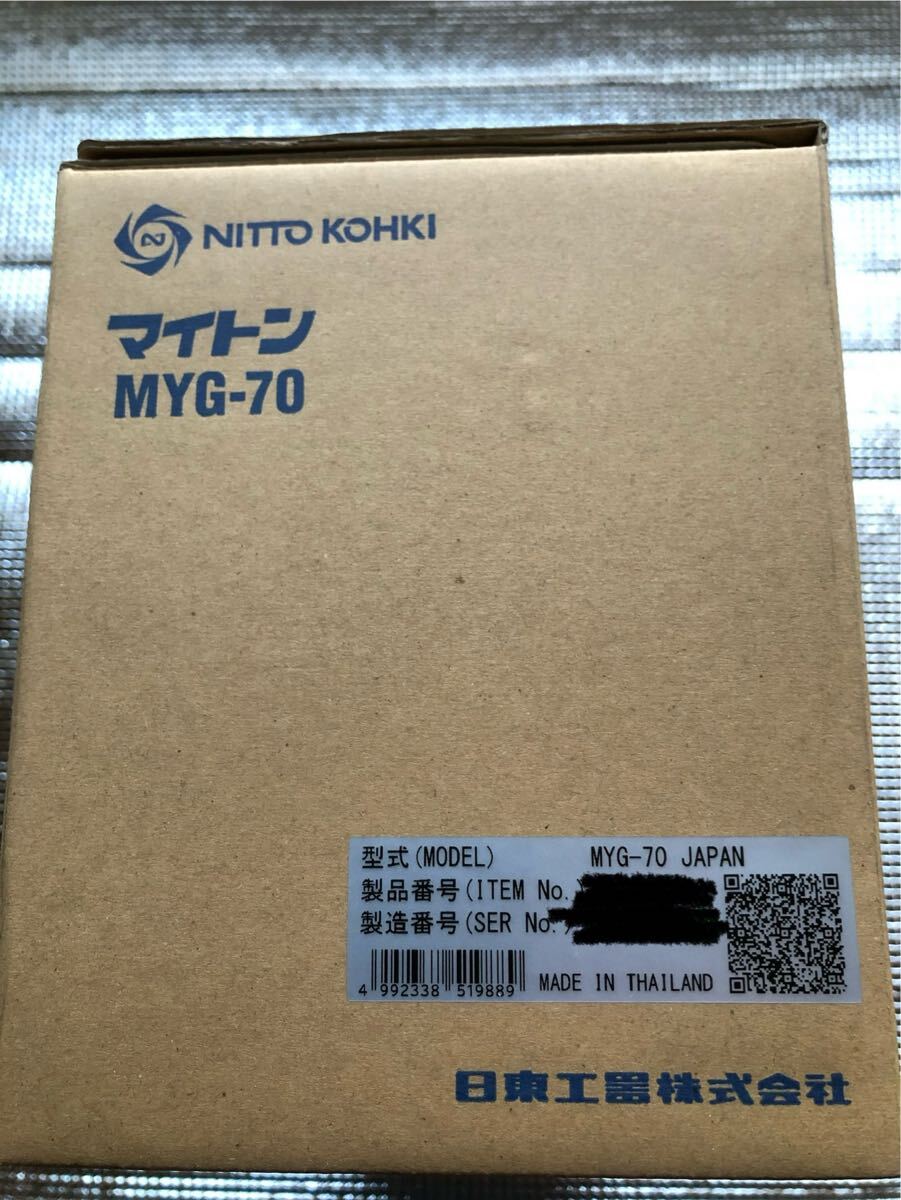 NITTO KOHKI
マイトン
MYG-70
型式(MODEL) MYG-70 JAPAN
製品番号(ITEM No.)
製造番号(SER No.)
4 992338 519889
MADE IN THAILAND
日東工器株式会社